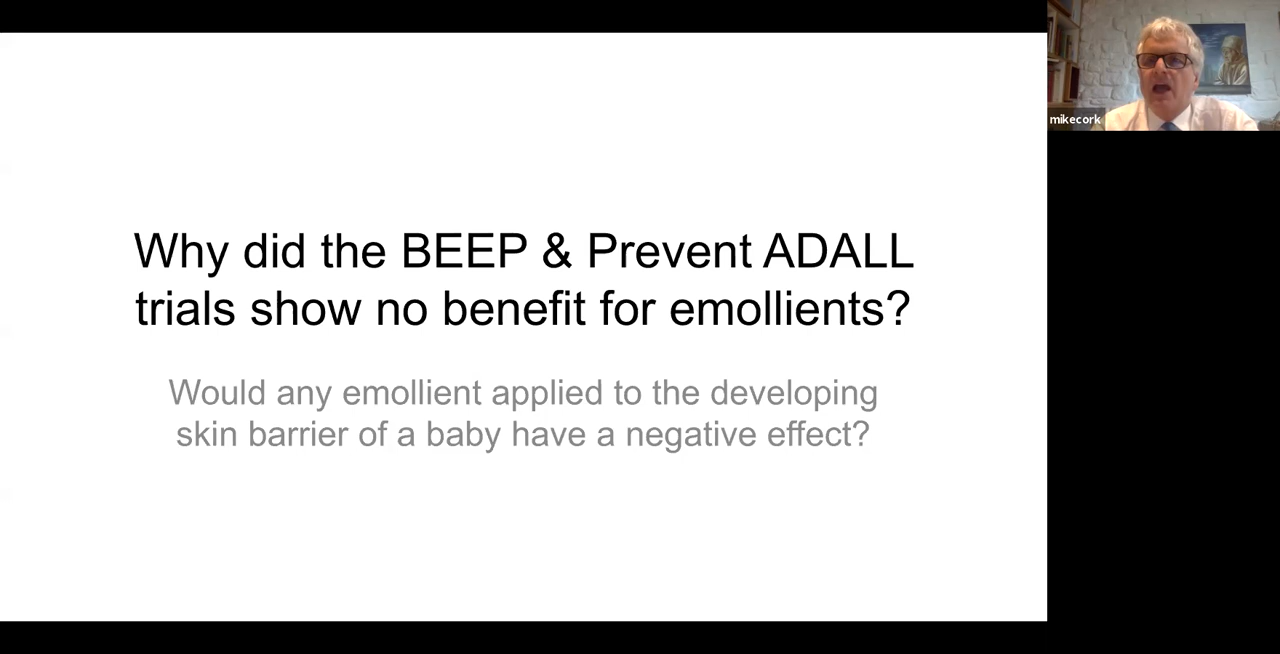 Why did the BEEP & Prevent ADALL
trials show no benefit for emollients?
Would any emollient applied to the developing
skin barrier of a baby have a negative effect?
mikecork